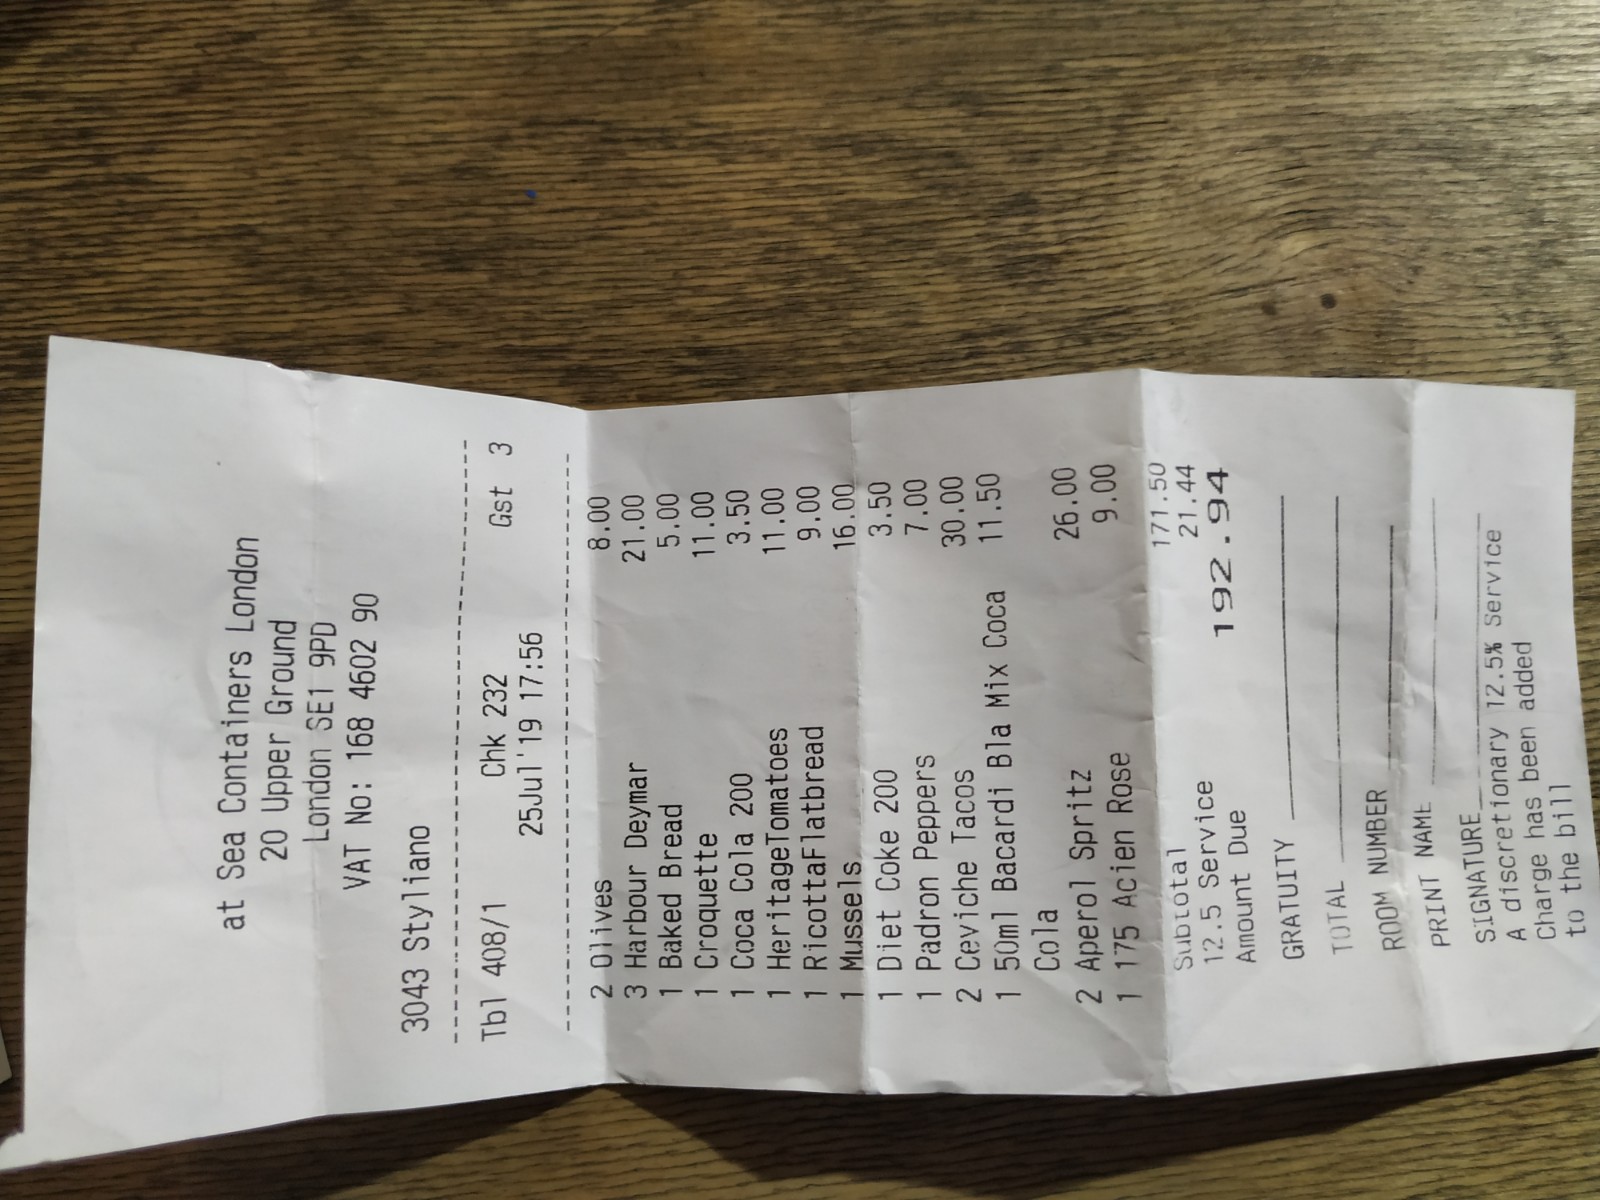 at Sea Containers London
20 Upper Ground
London SE1 9PD
VAT No: 168 4602 90
3043 Styliano
Tbl 408/1 Chk 232 Gst 3
25Jul'19 17:56
2 Olives 8.00
3 Harbour Deymar 21.00
1 Baked Bread 5.00
1 Croquette 11.00
1 Coca Cola 200 3.50
1 HeritageTomatoes 11.00
1 RicottaFlatbread 9.00
1 Mussels 16.00
1 Diet Coke 200 3.50
1 Padron Peppers 7.00
2 Ceviche Tacos 30.00
1 50ml Bacardi Bla Mix Coca 11.50
Cola
2 Aperol Spritz 26.00
1 175 Acien Rose 9.00
Subtotal 171.50
12.5 Service 21.44
Amount Due 192.94
GRATUITY
TOTAL
ROOM NUMBER
PRINT NAME
SIGNATURE
A discretionary 12.5% Service
Charge has been added
to the bill